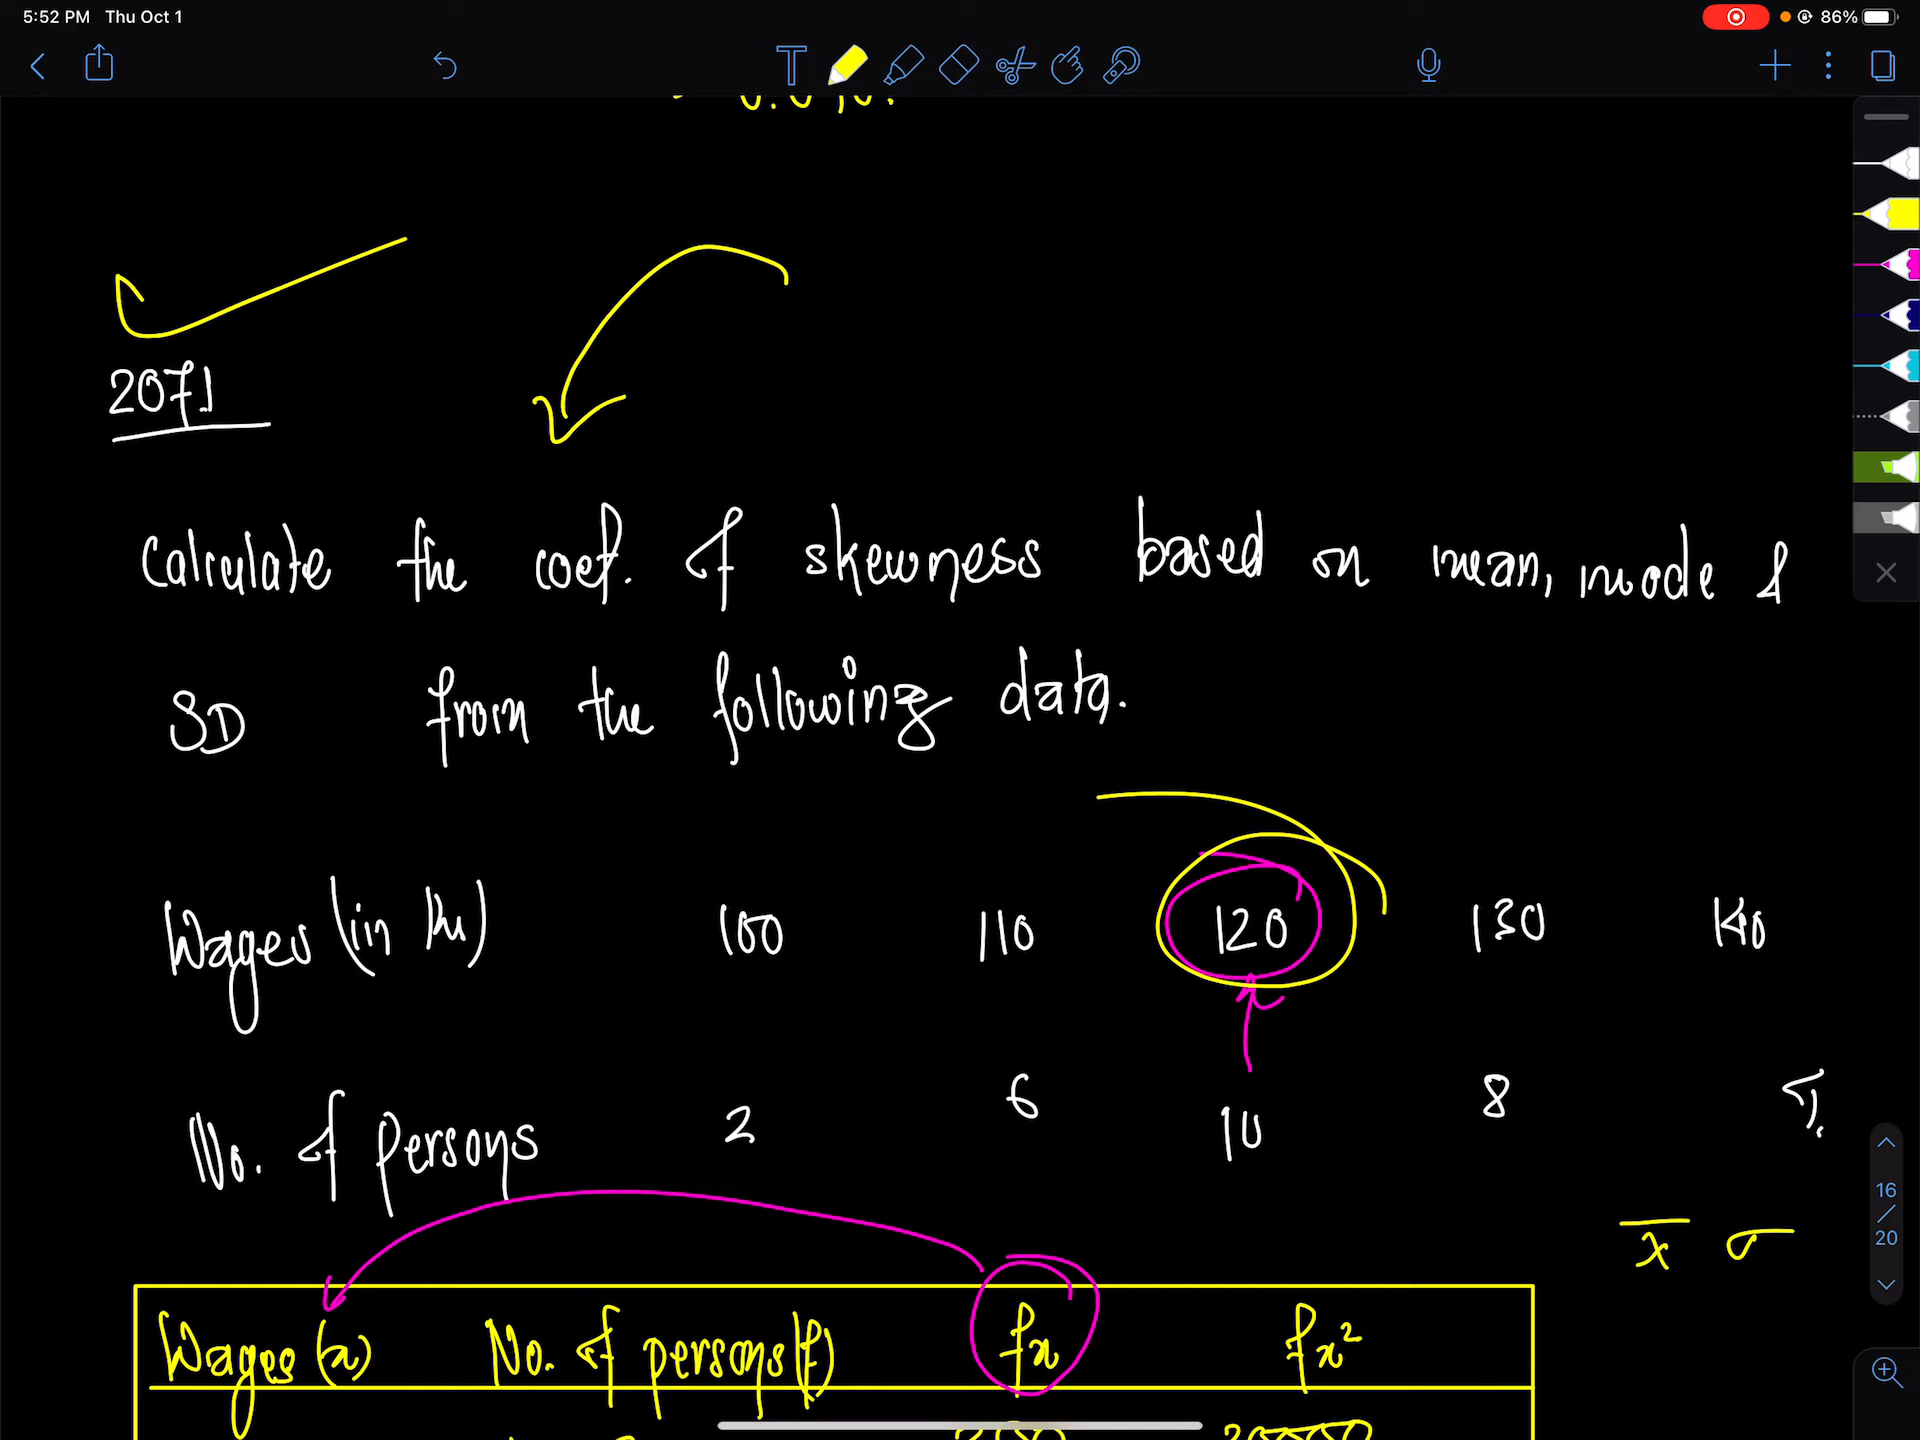 5:52 PM Thu Oct 1
86%
T
2071
Calculate the coef. of skewness based on mean, mode &
SD from the following data.
Wages (in Rs) 100 110 120 130 140
No. of persons 2 6 10 8
x̄ σ
16
/
20
Wages (x) No. of persons (f) fx fx²